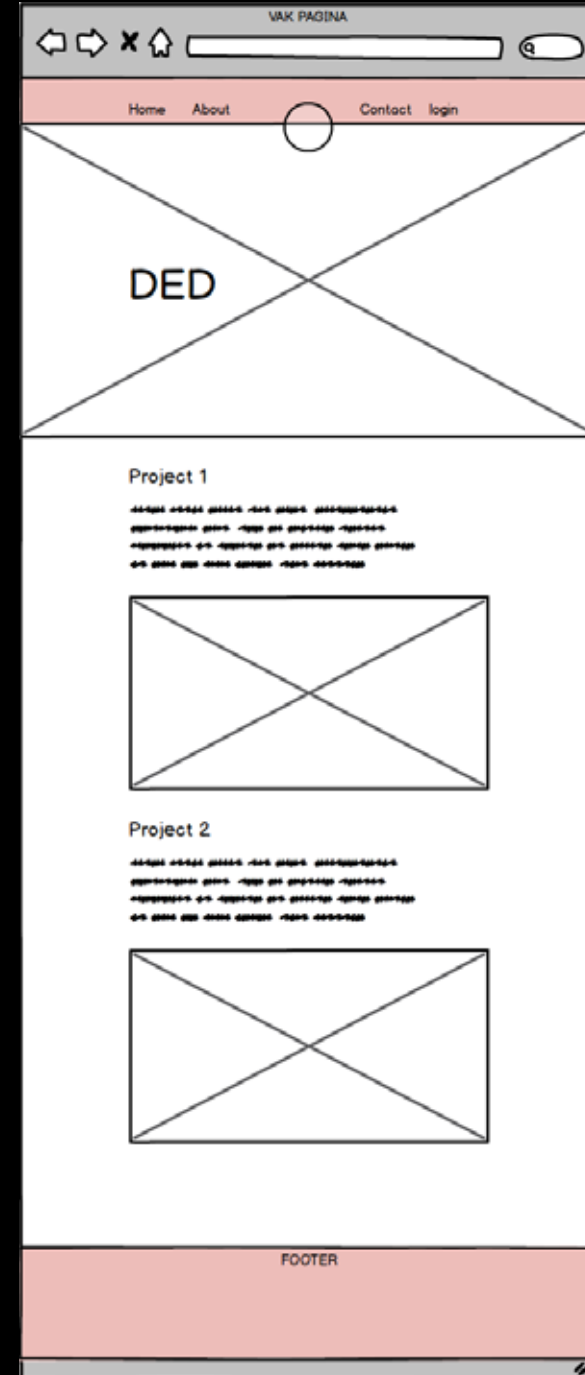 VAK PAGINA
Home About Contact login
DED
Project 1
Project 2
FOOTER